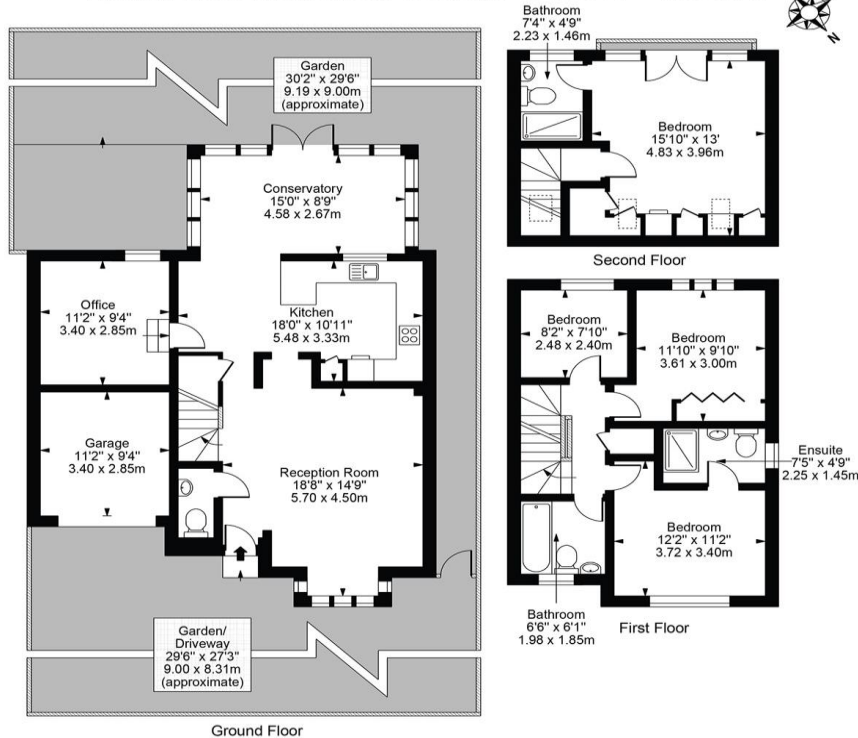 Garden
30'2" x 29'6"
9.19 x 9.00m
(approximate)
Conservatory
15'0" x 8'9"
4.58 x 2.67m
Office
11'2" x 9'4"
3.40 x 2.85m
Kitchen
18'0" x 10'11"
5.48 x 3.33m
Garage
11'2" x 9'4"
3.40 x 2.85m
Reception Room
18'8" x 14'9"
5.70 x 4.50m
Garden/
Driveway
29'6" x 27'3"
9.00 x 8.31m
(approximate)
Ground Floor
Bathroom
7'4" x 4'9"
2.23 x 1.46m
N
Bedroom
15'10" x 13'
4.83 x 3.96m
Second Floor
Bedroom
8'2" x 7'10"
2.48 x 2.40m
Bedroom
11'10" x 9'10"
3.61 x 3.00m
Ensuite
7'5" x 4'9"
2.25 x 1.45m
Bedroom
12'2" x 11'2"
3.72 x 3.40m
Bathroom
6'6" x 6'1"
1.98 x 1.85m
First Floor